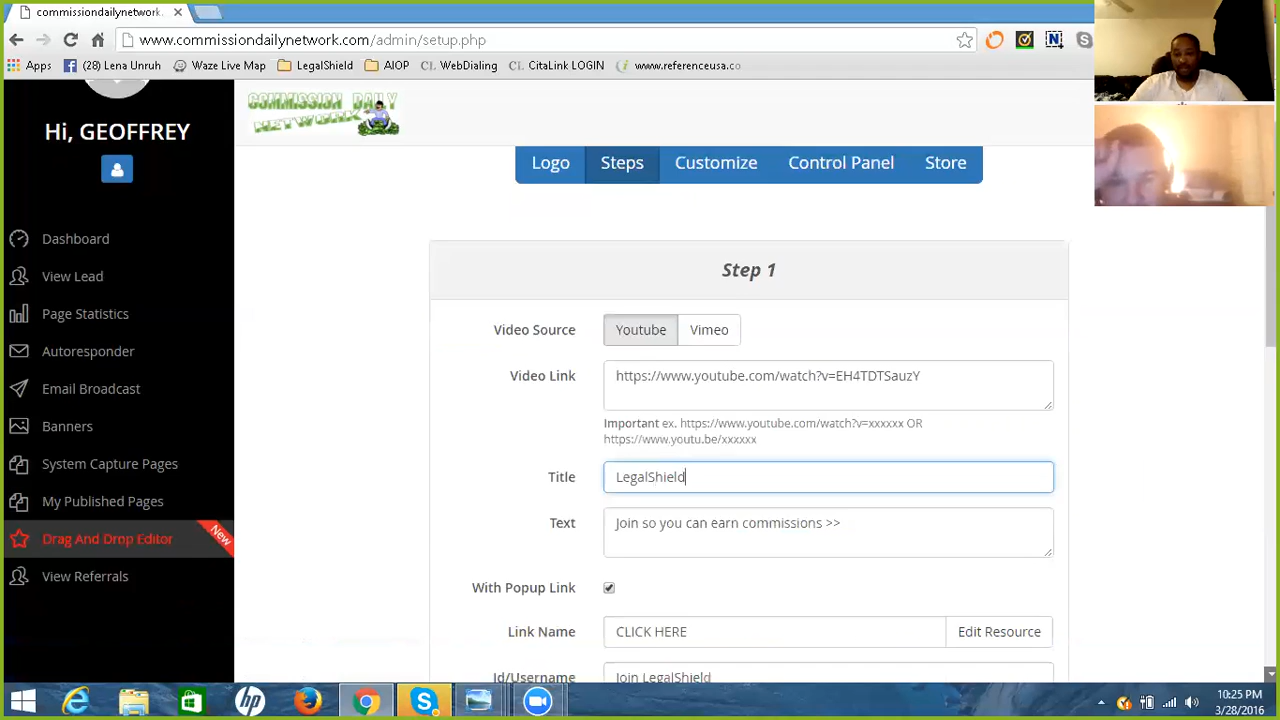 commissiondailynetwork.
www.commissiondailynetwork.com/admin/setup.php
Apps
(28) Lena Unruh
Waze Live Map
LegalShield
AIOP
WebDialing
CitaLink LOGIN
www.referenceusa.co
COMMISSION DAILY
NETWORK
Hi, GEOFFREY
Logo
Steps
Customize
Control Panel
Store
Dashboard
View Lead
Page Statistics
Autoresponder
Email Broadcast
Banners
System Capture Pages
My Published Pages
Drag And Drop Editor
New
View Referrals
Step 1
Video Source
Youtube
Vimeo
Video Link
https://www.youtube.com/watch?v=EH4TDTSauzY
Important ex. https://www.youtube.com/watch?v=xxxxxx OR
https://www.youtu.be/xxxxxx
Title
LegalShield
Text
Join so you can earn commissions >>
With Popup Link
Link Name
CLICK HERE
Edit Resource
Id/Username
Join LegalShield
10:25 PM
3/28/2016